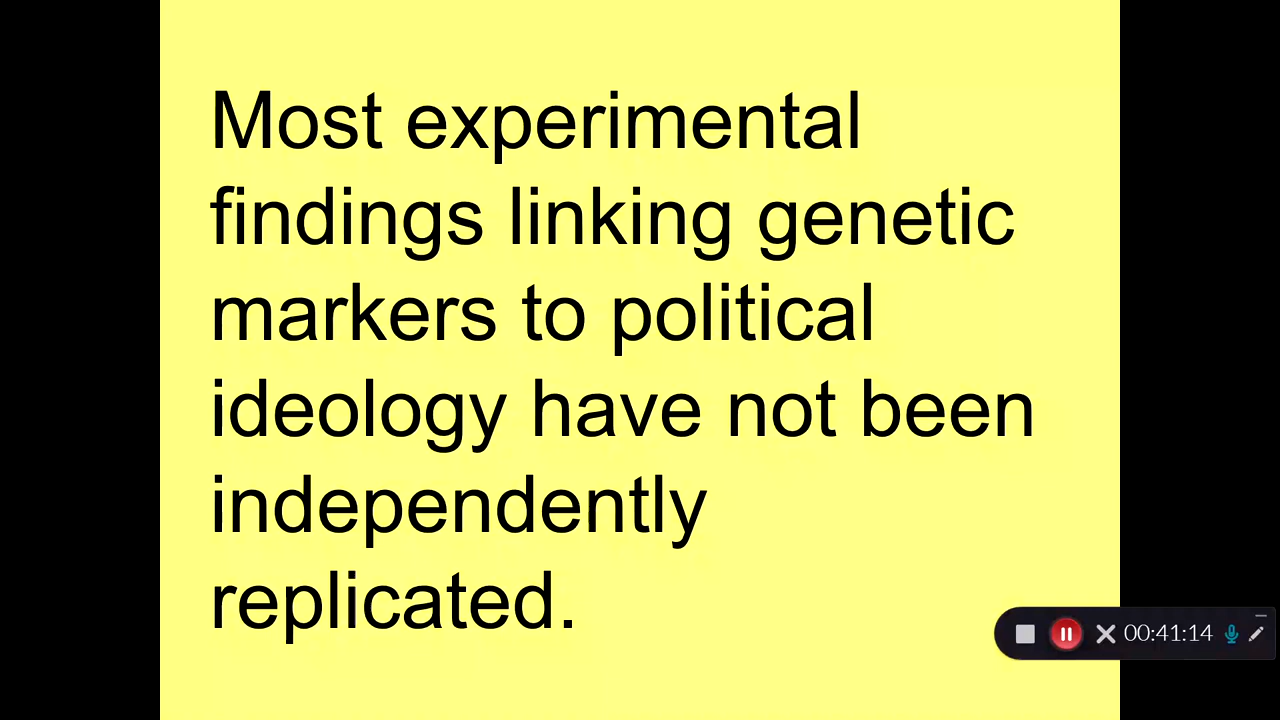 Most experimental
findings linking genetic
markers to political
ideology have not been
independently
replicated.
00:41:14